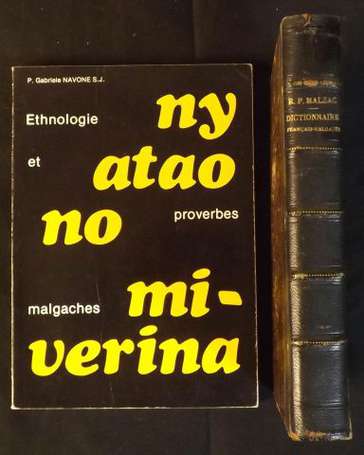 P. Gabriele NAVONE S.J.
Ethnologie
ny
et
atao
no
proverbes
malgaches
mi-
verina
R. P. MALZAC
DICTIONNAIRE
FRANÇAIS-MALGACHE